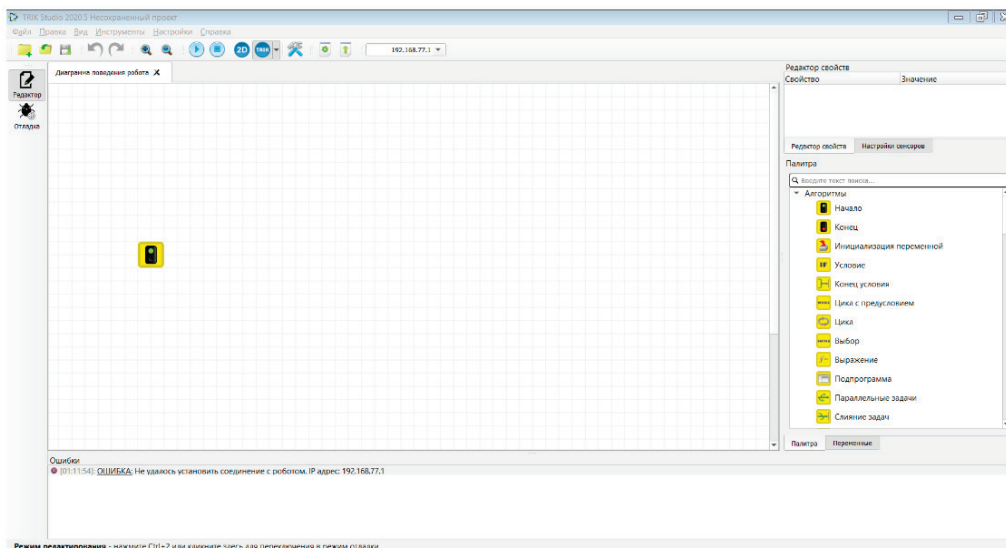 TRIK Studio 2020.5 Несохраненный проект
Файл Правка Вид Инструменты Настройки Справка
2D TRIK 192.168.77.1
Редактор
Отладка
Диаграмма поведения робота X
Редактор свойств
Свойство Значение
Редактор свойств Настройки сенсоров
Палитра
Введите текст поиска...
Алгоритмы
Начало
Конец
Инициализация переменной
IF Условие
Конец условия
Цикл с предусловием
Цикл
Выбор
Выражение
Подпрограмма
Параллельные задачи
Слияние задач
Палитра Переменные
Ошибки
[01:11:54]: ОШИБКА: Не удалось установить соединение с роботом. IP адрес: 192.168.77.1
Режим редактирования - нажмите Ctrl+2 или кликните здесь для переключения в режим отладки